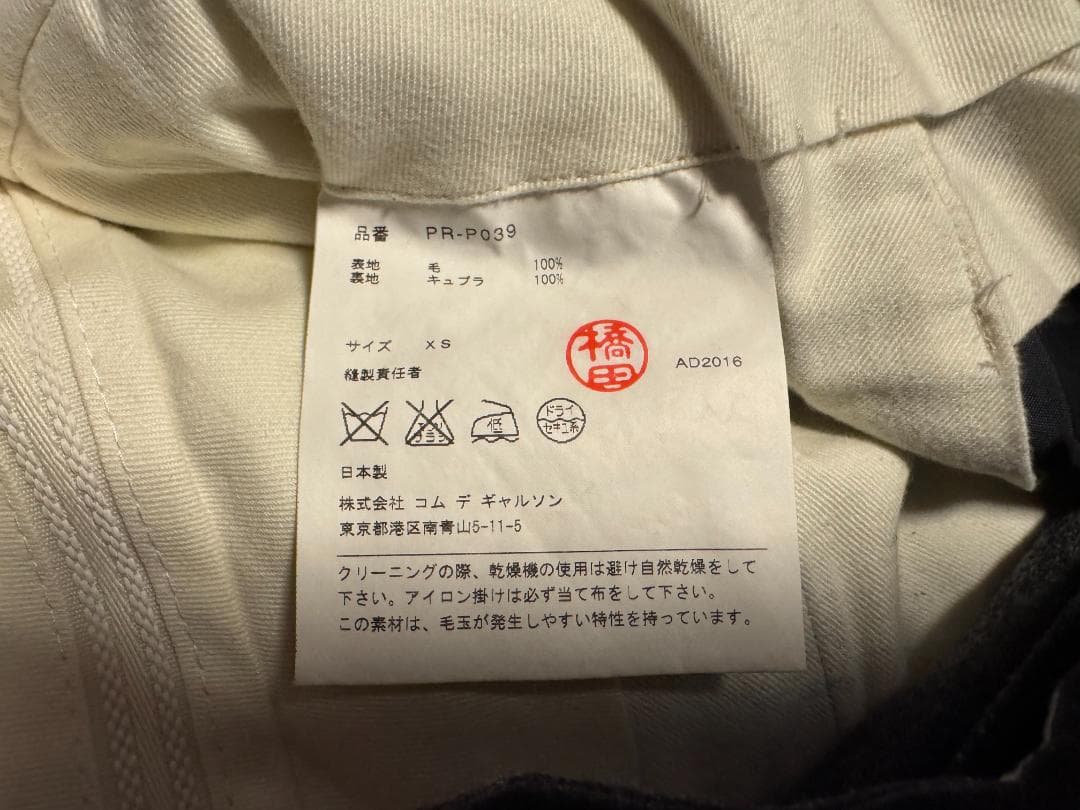 品番 PR-P039
表地 毛 100%
裏地 キュプラ 100%
サイズ XS
橋田
AD2016
縫製責任者
エンソ
ブラシ
低
ドライ
セキユ系
日本製
株式会社 コム デ ギャルソン
東京都港区南青山5-11-5
クリーニングの際、乾燥機の使用は避け自然乾燥をして
下さい。アイロン掛けは必ず当て布をして下さい。
この素材は、毛玉が発生しやすい特性を持っています。